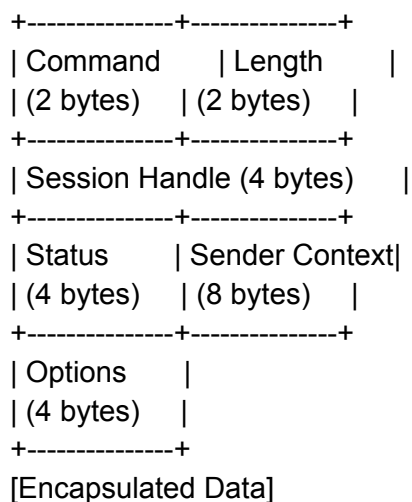 +---------------+---------------+
| Command | Length |
| (2 bytes) | (2 bytes) |
+---------------+---------------+
| Session Handle (4 bytes) |
+---------------+---------------+
| Status | Sender Context|
| (4 bytes) | (8 bytes) |
+---------------+---------------+
| Options |
| (4 bytes) |
+---------------+
[Encapsulated Data]